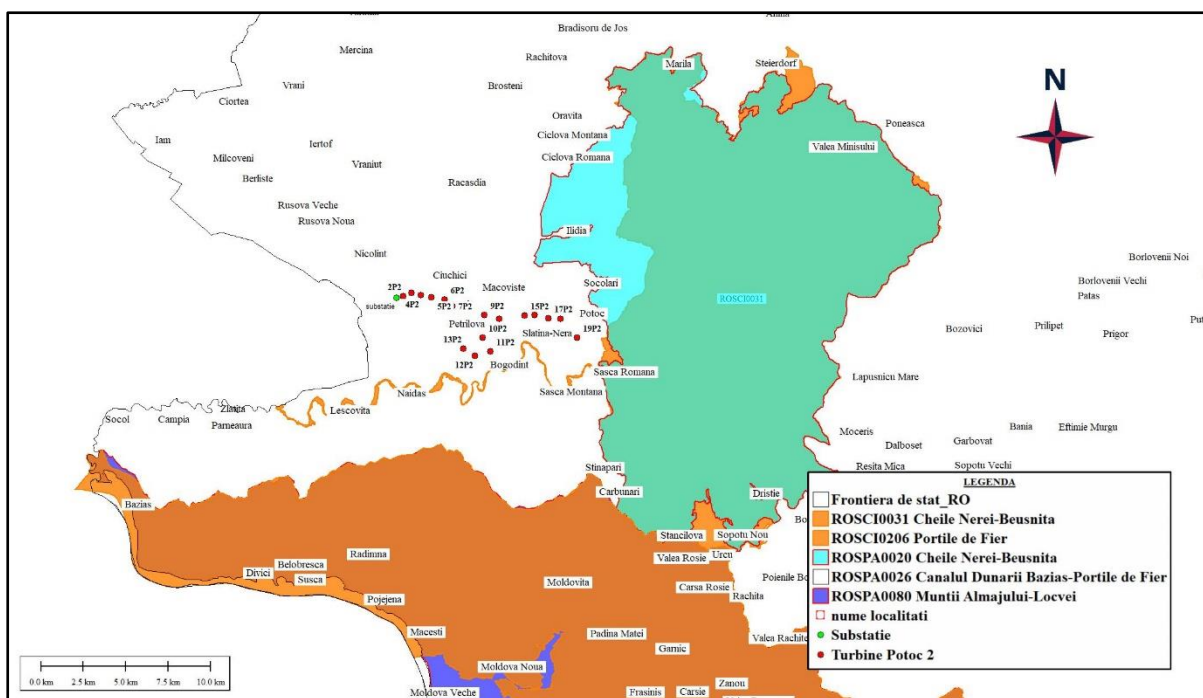 Bradisoru de Jos
Mercina
Rachitova
Marila
Steierdorf
Vrani
Brosteni
Ciortea
Oravita
Poneasca
Ciclova Montana
Iam
Iertof
Valea Minisului
Milcoveni
Vraniut
Ciclova Romana
Berliste
Racasdia
Rusova Veche
Rusova Noua
Ilidia
Nicolint
Borlovenii Noi
Ciuchici
Socolari
Borlovenii Vechi
2P2
6P2
Macoviste
Patas
substatie
ROSCI0031
4P2
5P2
7P2
9P2
15P2
17P2
Potoc
Petrilova
Bozovici
Prilipet
Prigor
10P2
Slatina-Nera
19P2
13P2
11P2
12P2
Bogodint
Sasca Romana
Lapusnicu Mare
Naidas
Sasca Montana
Zlatita
Lescovita
Socol
Campia
Parneaura
Moceris
Bania
Eftimie Murgu
Dalboset
Garbovat
Stinapari
Resita Mica
Sopotu Vechi
Carbunari
Dristie
Bazias
Stancilova
Sopotu Nou
Radimna
Valea Rosie
Urcu
Belobresca
Divici
Susca
Moldovita
Carsa Rosie
Poienile Bo
Rachita
Pojejena
Macesti
Padina Matei
Valea Rachitei
Garnic
Moldova Noua
Zanou
Moldova Veche
Frasinis
Carsie
N
LEGENDA
Frontiera de stat_RO
ROSCI0031 Cheile Nerei-Beusnita
ROSCI0206 Portile de Fier
ROSPA0020 Cheile Nerei-Beusnita
ROSPA0026 Canalul Dunarii Bazias-Portile de Fier
ROSPA0080 Muntii Almajului-Locvei
nume localitati
Substatie
Turbine Potoc 2
0.0 km 2.5 km 5.0 km 7.5 km 10.0 km